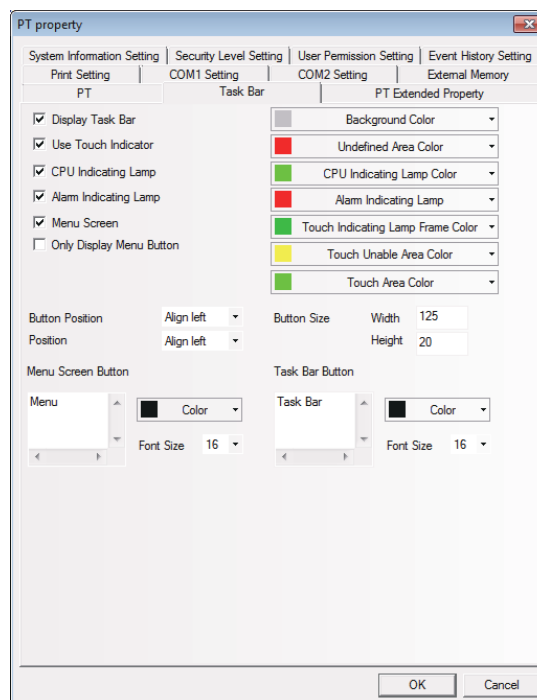 PT property
System Information Setting Security Level Setting User Permission Setting Event History Setting
Print Setting COM1 Setting COM2 Setting External Memory
PT Task Bar PT Extended Property
Display Task Bar Background Color
Use Touch Indicator Undefined Area Color
CPU Indicating Lamp CPU Indicating Lamp Color
Alarm Indicating Lamp Alarm Indicating Lamp
Menu Screen Touch Indicating Lamp Frame Color
Only Display Menu Button Touch Unable Area Color
Touch Area Color
Button Position Align left Button Size Width 125
Position Align left Height 20
Menu Screen Button Task Bar Button
Menu Color Task Bar Color
Font Size 16 Font Size 16
OK Cancel